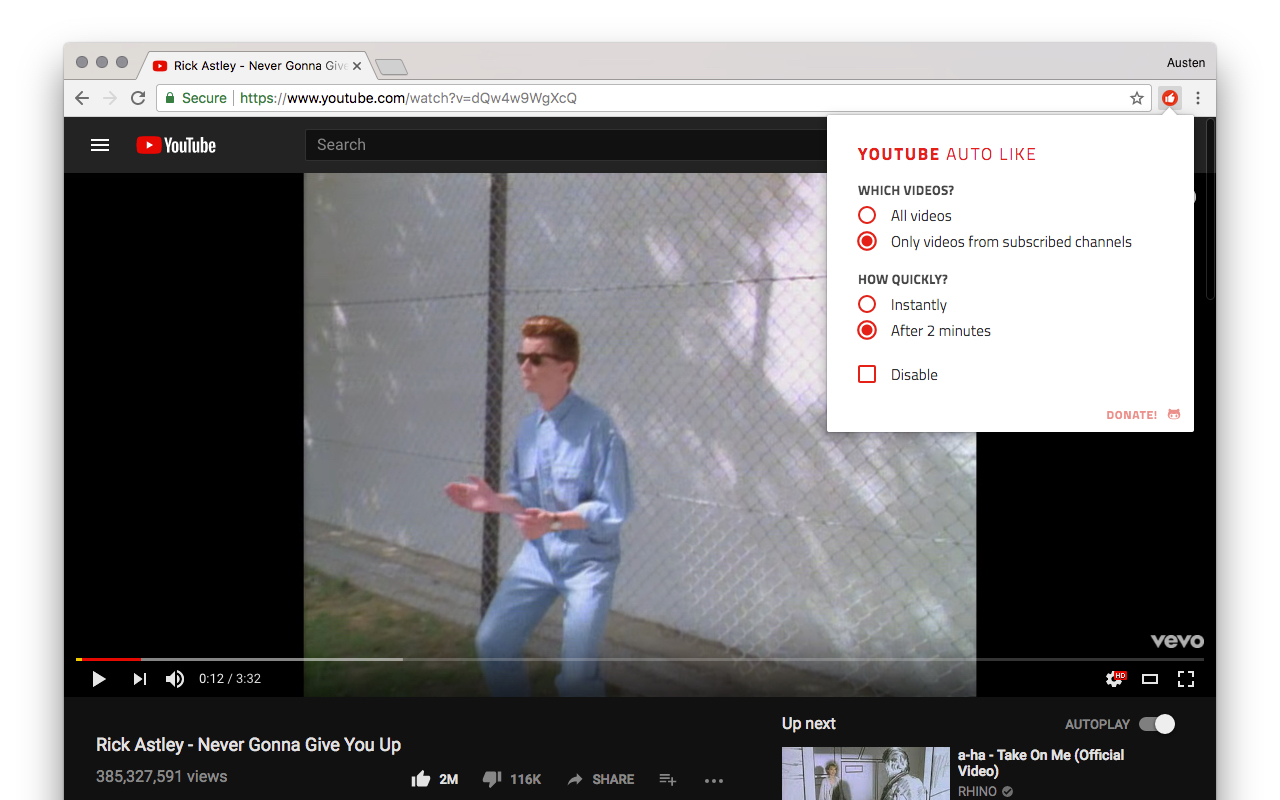 Rick Astley - Never Gonna Give
Austen
Secure https://www.youtube.com/watch?v=dQw4w9WgXcQ
YouTube
Search
YOUTUBE AUTO LIKE
WHICH VIDEOS?
All videos
Only videos from subscribed channels
HOW QUICKLY?
Instantly
After 2 minutes
Disable
DONATE!
vevo
0:12 / 3:32
HD
Rick Astley - Never Gonna Give You Up
385,327,591 views
2M
116K
SHARE
Up next
AUTOPLAY
a-ha - Take On Me (Official
Video)
RHINO